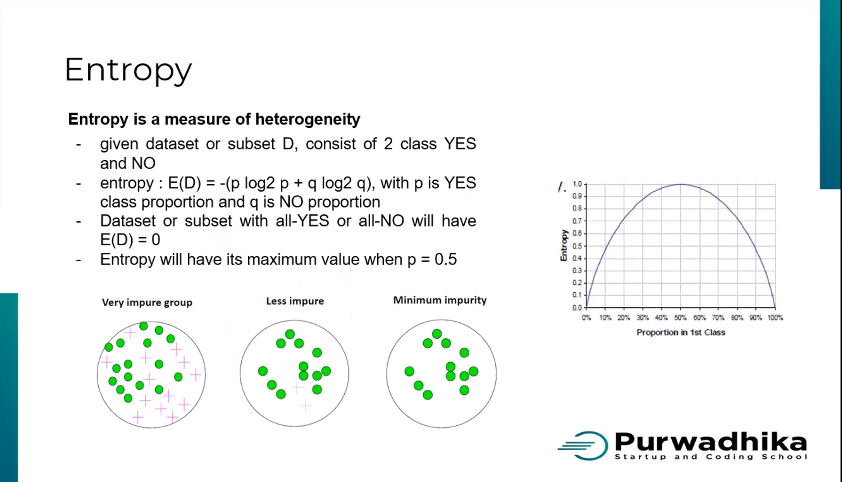 Entropy
Entropy is a measure of heterogeneity
- given dataset or subset D, consist of 2 class YES
and NO
- entropy : E(D) = -(p log2 p + q log2 q), with p is YES
class proportion and q is NO proportion
- Dataset or subset with all-YES or all-NO will have
E(D) = 0
- Entropy will have its maximum value when p = 0.5
Very impure group
Less impure
Minimum impurity
/.
1.0
0.9
0.8
0.7
0.6
0.5
0.4
0.3
0.2
0.1
0.0
Entropy
0% 10% 20% 30% 40% 50% 60% 70% 80% 90% 100%
Proportion in 1st Class
Purwadhika
Startup and Coding School